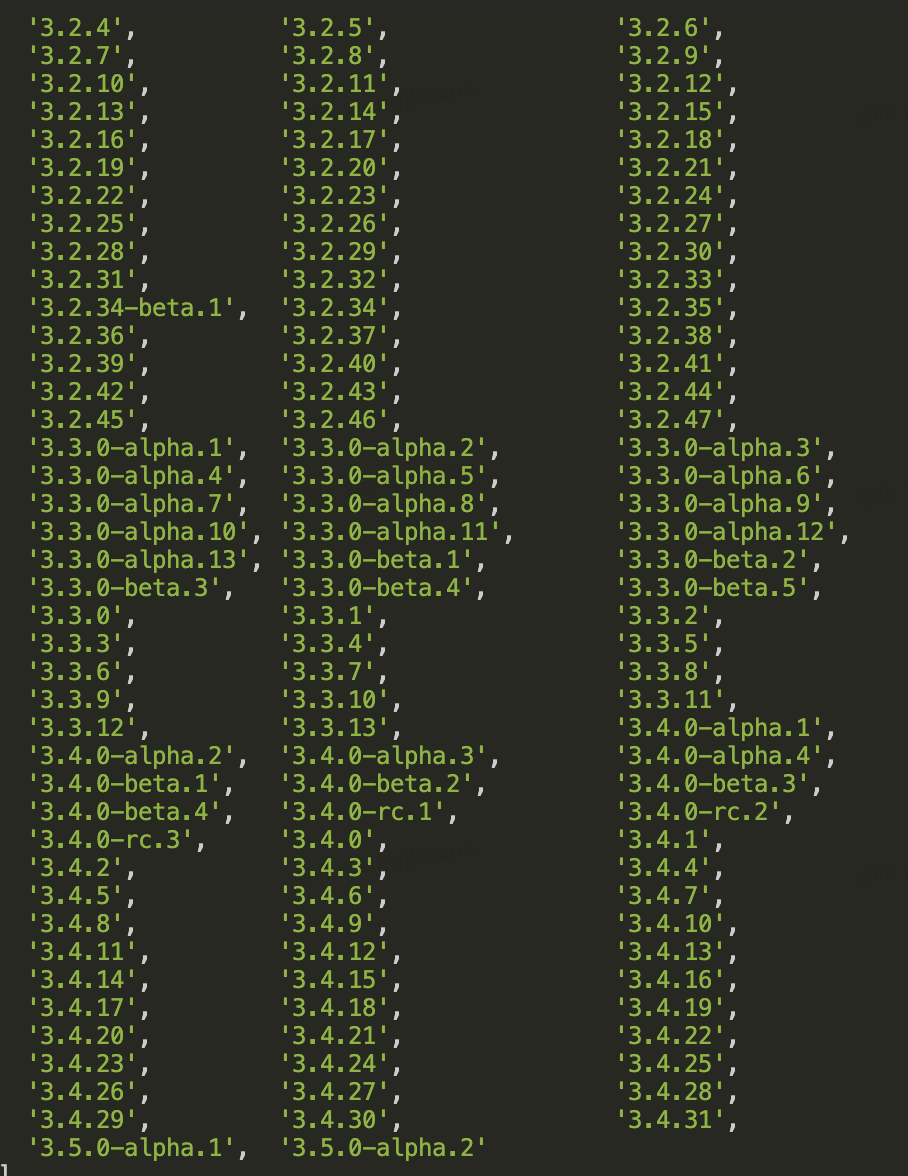 '3.2.4', '3.2.5', '3.2.6',
'3.2.7', '3.2.8', '3.2.9',
'3.2.10', '3.2.11', '3.2.12',
'3.2.13', '3.2.14', '3.2.15',
'3.2.16', '3.2.17', '3.2.18',
'3.2.19', '3.2.20', '3.2.21',
'3.2.22', '3.2.23', '3.2.24',
'3.2.25', '3.2.26', '3.2.27',
'3.2.28', '3.2.29', '3.2.30',
'3.2.31', '3.2.32', '3.2.33',
'3.2.34-beta.1', '3.2.34', '3.2.35',
'3.2.36', '3.2.37', '3.2.38',
'3.2.39', '3.2.40', '3.2.41',
'3.2.42', '3.2.43', '3.2.44',
'3.2.45', '3.2.46', '3.2.47',
'3.3.0-alpha.1', '3.3.0-alpha.2', '3.3.0-alpha.3',
'3.3.0-alpha.4', '3.3.0-alpha.5', '3.3.0-alpha.6',
'3.3.0-alpha.7', '3.3.0-alpha.8', '3.3.0-alpha.9',
'3.3.0-alpha.10', '3.3.0-alpha.11', '3.3.0-alpha.12',
'3.3.0-alpha.13', '3.3.0-beta.1', '3.3.0-beta.2',
'3.3.0-beta.3', '3.3.0-beta.4', '3.3.0-beta.5',
'3.3.0', '3.3.1', '3.3.2',
'3.3.3', '3.3.4', '3.3.5',
'3.3.6', '3.3.7', '3.3.8',
'3.3.9', '3.3.10', '3.3.11',
'3.3.12', '3.3.13', '3.4.0-alpha.1',
'3.4.0-alpha.2', '3.4.0-alpha.3', '3.4.0-alpha.4',
'3.4.0-beta.1', '3.4.0-beta.2', '3.4.0-beta.3',
'3.4.0-beta.4', '3.4.0-rc.1', '3.4.0-rc.2',
'3.4.0-rc.3', '3.4.0', '3.4.1',
'3.4.2', '3.4.3', '3.4.4',
'3.4.5', '3.4.6', '3.4.7',
'3.4.8', '3.4.9', '3.4.10',
'3.4.11', '3.4.12', '3.4.13',
'3.4.14', '3.4.15', '3.4.16',
'3.4.17', '3.4.18', '3.4.19',
'3.4.20', '3.4.21', '3.4.22',
'3.4.23', '3.4.24', '3.4.25',
'3.4.26', '3.4.27', '3.4.28',
'3.4.29', '3.4.30', '3.4.31',
'3.5.0-alpha.1', '3.5.0-alpha.2'
]